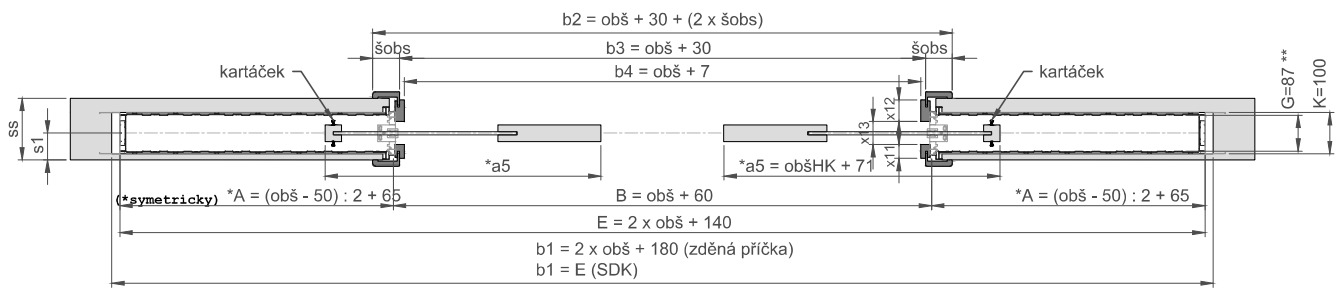 b2 = obš + 30 + (2 x šobs)
šobs
b3 = obš + 30
šobs
kartáček
b4 = obš + 7
kartáček
G=87 **
K=100
ss
s1
x12
x13
x11
*a5
*a5 = obšHK + 71
(*symetricky)
*A = (obš - 50) : 2 + 65
B = obš + 60
*A = (obš - 50) : 2 + 65
E = 2 x obš + 140
b1 = 2 x obš + 180 (zděná příčka)
b1 = E (SDK)